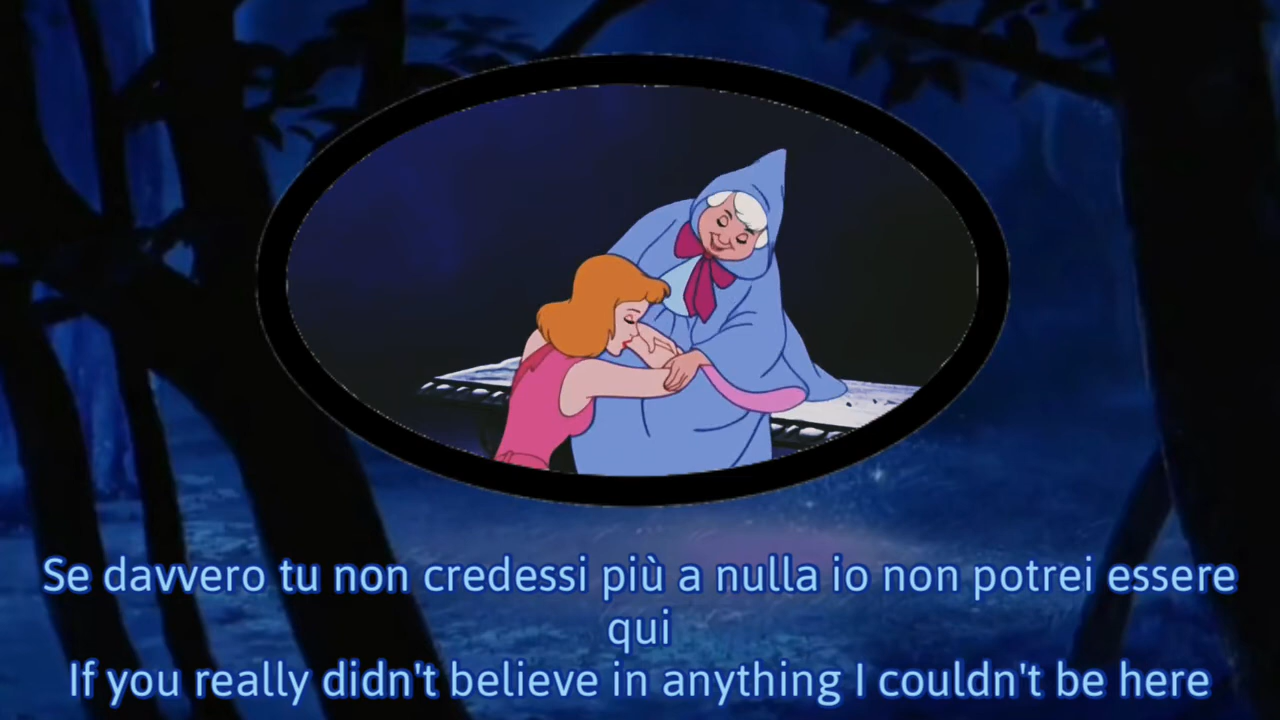 Se davvero tu non credessi più a nulla io non potrei essere
qui
If you really didn't believe in anything I couldn't be here